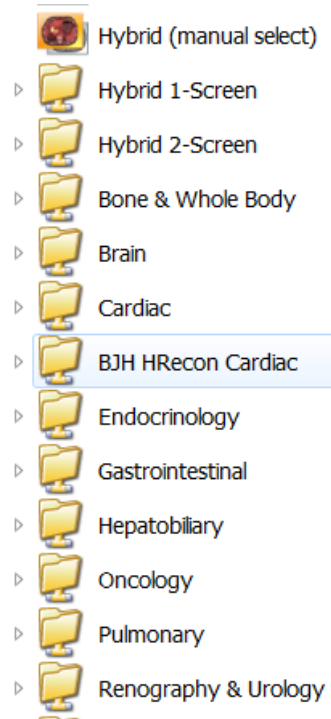 Hybrid (manual select)
Hybrid 1-Screen
Hybrid 2-Screen
Bone & Whole Body
Brain
Cardiac
BJH HRecon Cardiac
Endocrinology
Gastrointestinal
Hepatobiliary
Oncology
Pulmonary
Renography & Urology